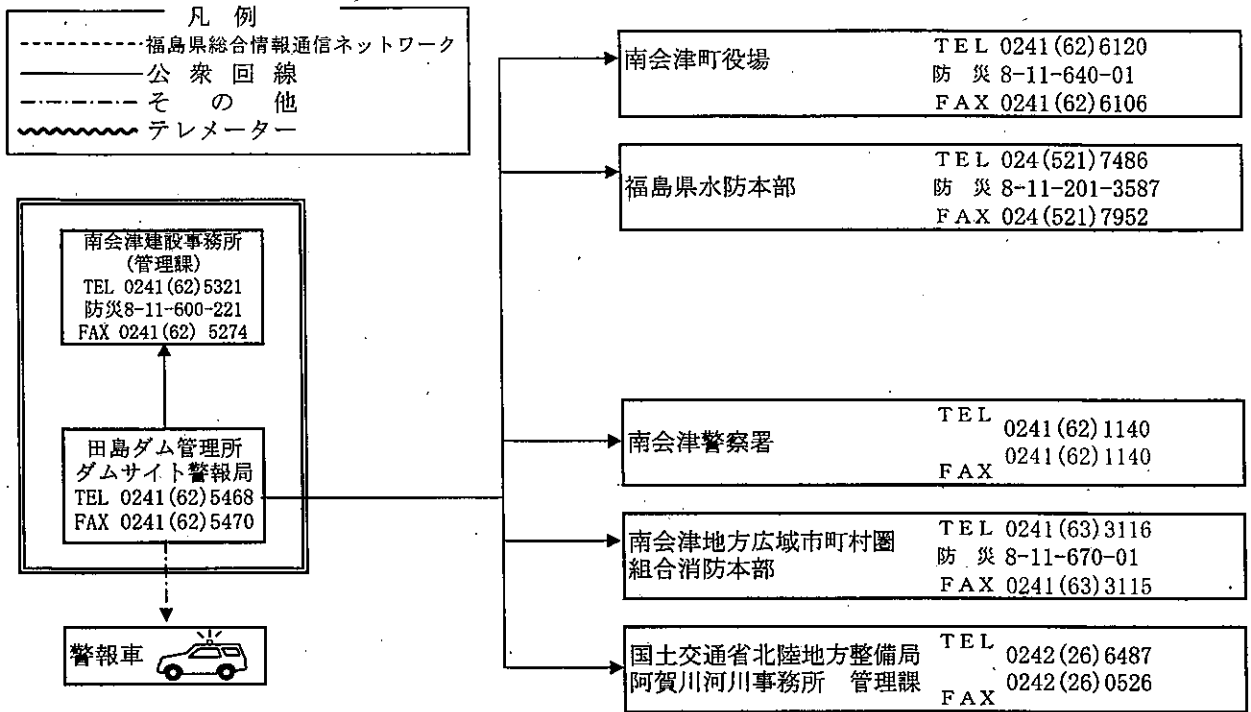 凡 例
福島県総合情報通信ネットワーク
公 衆 回 線
そ の 他
テレメーター
南会津建設事務所
(管理課)
TEL 0241(62)5321
防災8-11-600-221
FAX 0241(62) 5274
田島ダム管理所
ダムサイト警報局
TEL 0241(62)5468
FAX 0241(62)5470
警報車
南会津町役場
TEL 0241(62)6120
防 災 8-11-640-01
FAX 0241(62)6106
福島県水防本部
TEL 024(521)7486
防 災 8-11-201-3587
FAX 024(521)7952
南会津警察署
TEL
0241(62)1140
0241(62)1140
FAX
南会津地方広域市町村圏
組合消防本部
TEL 0241(63)3116
防 災 8-11-670-01
FAX 0241(63)3115
国土交通省北陸地方整備局
阿賀川河川事務所 管理課
TEL
0242(26)6487
0242(26)0526
FAX